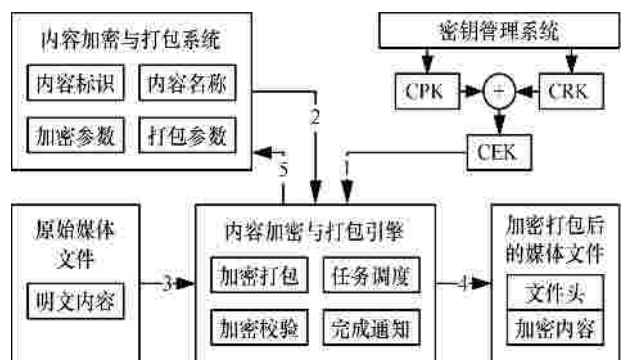 内容加密与打包系统
内容标识
内容名称
加密参数
打包参数
密钥管理系统
CPK
+
CRK
CEK
2
1
5
原始媒体
文件
明文内容
3
内容加密与打包引擎
加密打包
任务调度
加密校验
完成通知
4
加密打包后
的媒体文件
文件头
加密内容